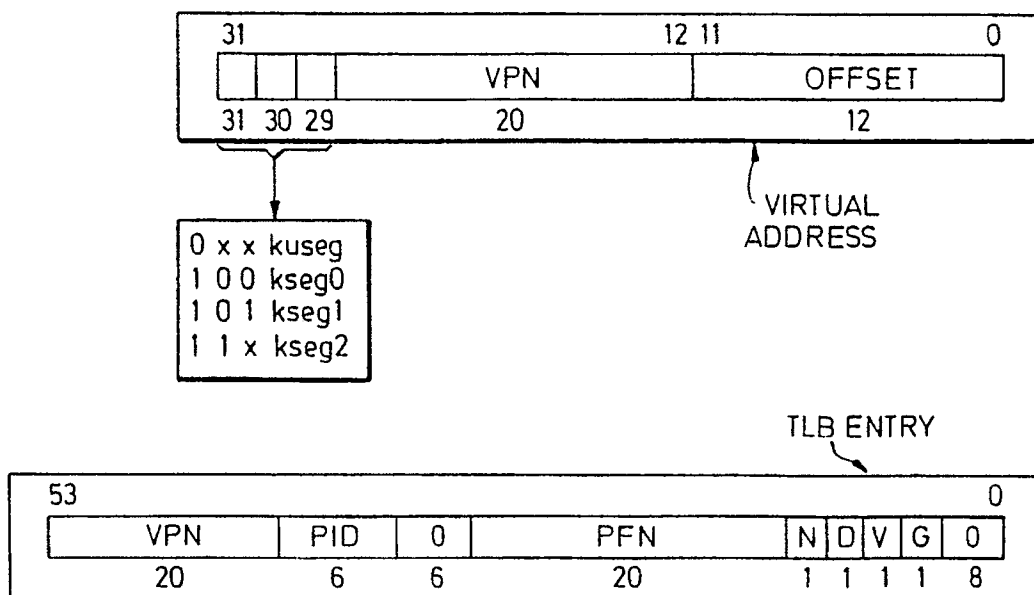 31 12 11 0
VPN OFFSET
31 30 29 20 12
VIRTUAL
ADDRESS
0 x x kuseg
1 0 0 kseg0
1 0 1 kseg1
1 1 x kseg2
TLB ENTRY
53 0
VPN PID 0 PFN N D V G 0
20 6 6 20 1 1 1 1 8